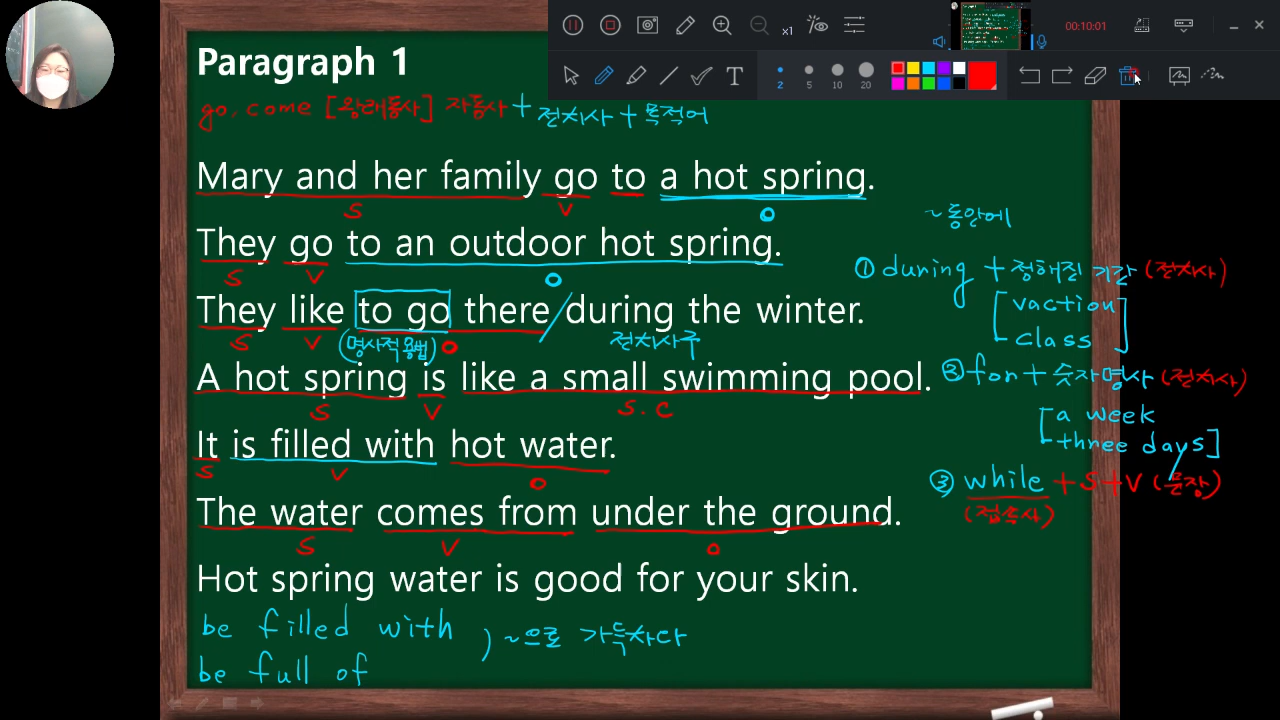 00:10:01
x1
2 5 10 20
Paragraph 1
go, come [왕래동사] 자동사 + 전치사 + 목적어
Mary and her family go to a hot spring.
S V O
They go to an outdoor hot spring.
S V O
They like to go there / during the winter.
S V (명사적용법) O 전치사구
A hot spring is like a small swimming pool.
S V S.C
It is filled with hot water.
S V O
The water comes from under the ground.
S V O
Hot spring water is good for your skin.
be filled with
be full of
) ~으로 가득차다
~동안에
① during + 정해진 기간 (전치사)
[vaction
class]
② for + 숫자명사 (전치사)
[a week
three days]
③ while + S + V (문장)
(접속사)